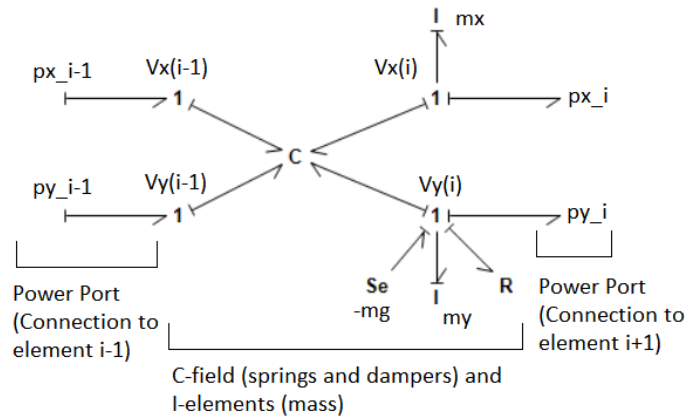 I mx
px_i-1 Vx(i-1) Vx(i)
1 1 px_i
C
Vy(i-1) Vy(i)
py_i-1 1 1 py_i
Se I R
-mg my
Power Port
(Connection to
element i-1)
Power Port
(Connection to
element i+1)
C-field (springs and dampers) and
I-elements (mass)